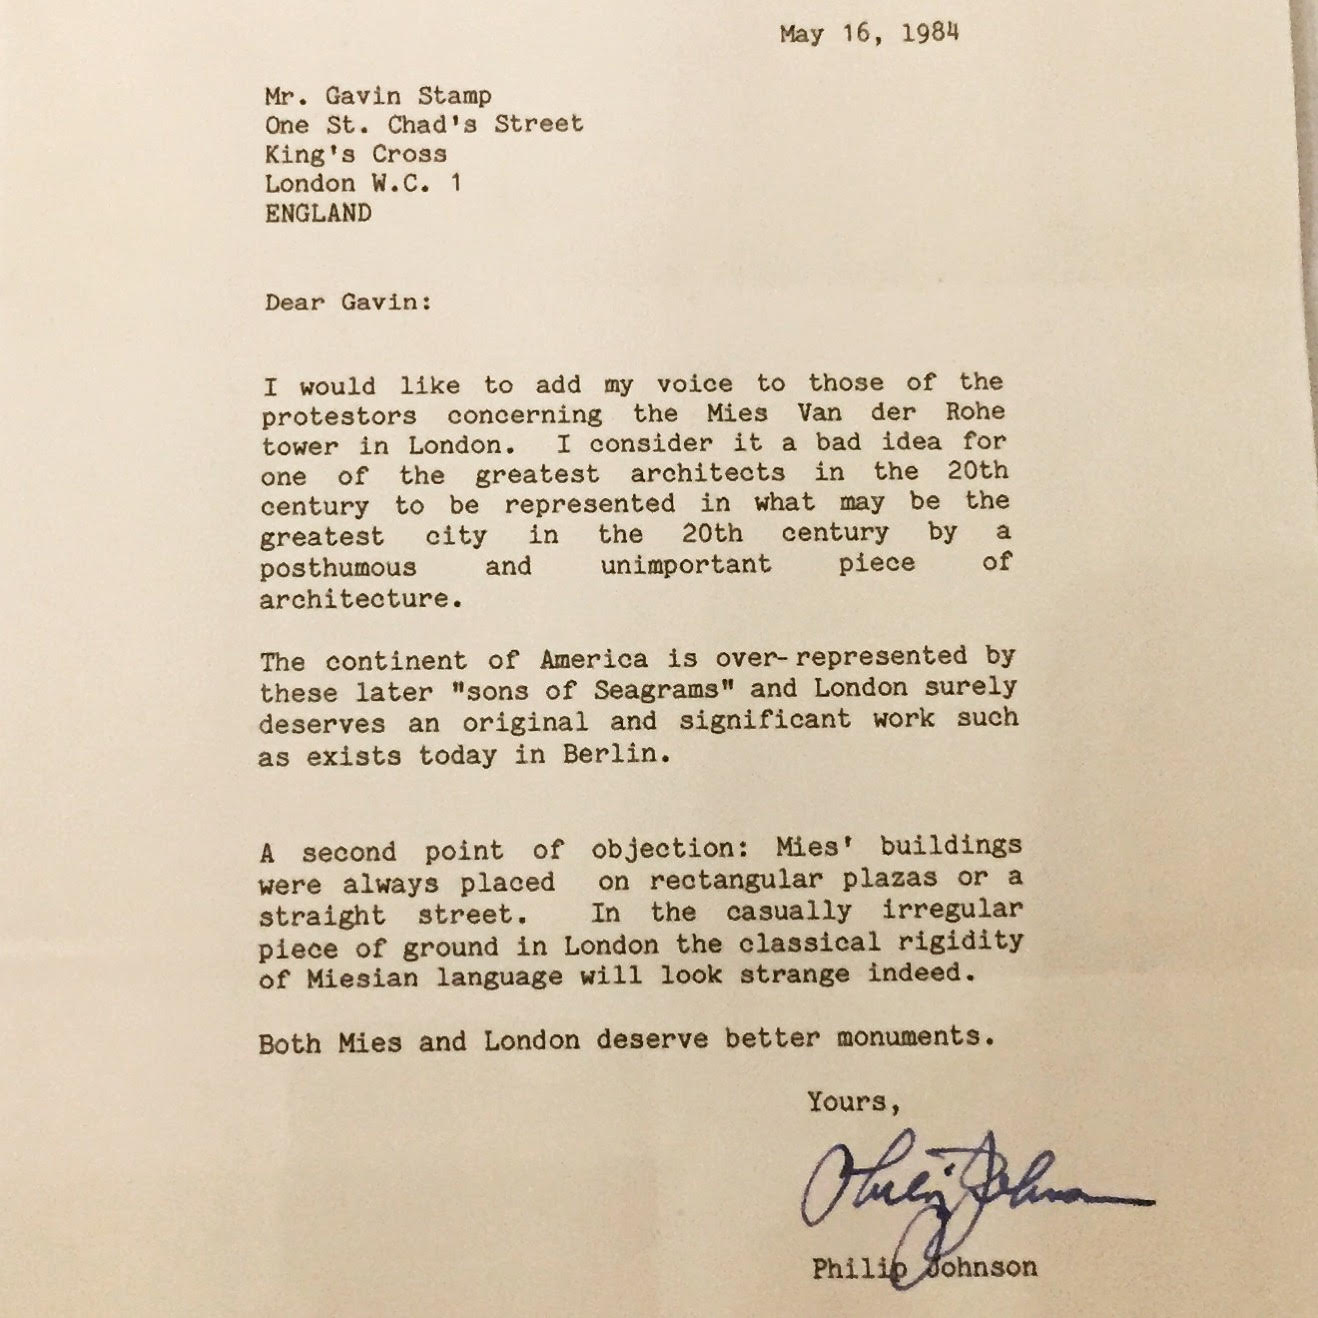 May 16, 1984
Mr. Gavin Stamp
One St. Chad's Street
King's Cross
London W.C. 1
ENGLAND
Dear Gavin:
I would like to add my voice to those of the
protestors concerning the Mies Van der Rohe
tower in London. I consider it a bad idea for
one of the greatest architects in the 20th
century to be represented in what may be the
greatest city in the 20th century by a
posthumous and unimportant piece of
architecture.
The continent of America is over-represented by
these later "sons of Seagrams" and London surely
deserves an original and significant work such
as exists today in Berlin.
A second point of objection: Mies' buildings
were always placed on rectangular plazas or a
straight street. In the casually irregular
piece of ground in London the classical rigidity
of Miesian language will look strange indeed.
Both Mies and London deserve better monuments.
Yours,
Philip Johnson
Philip Johnson